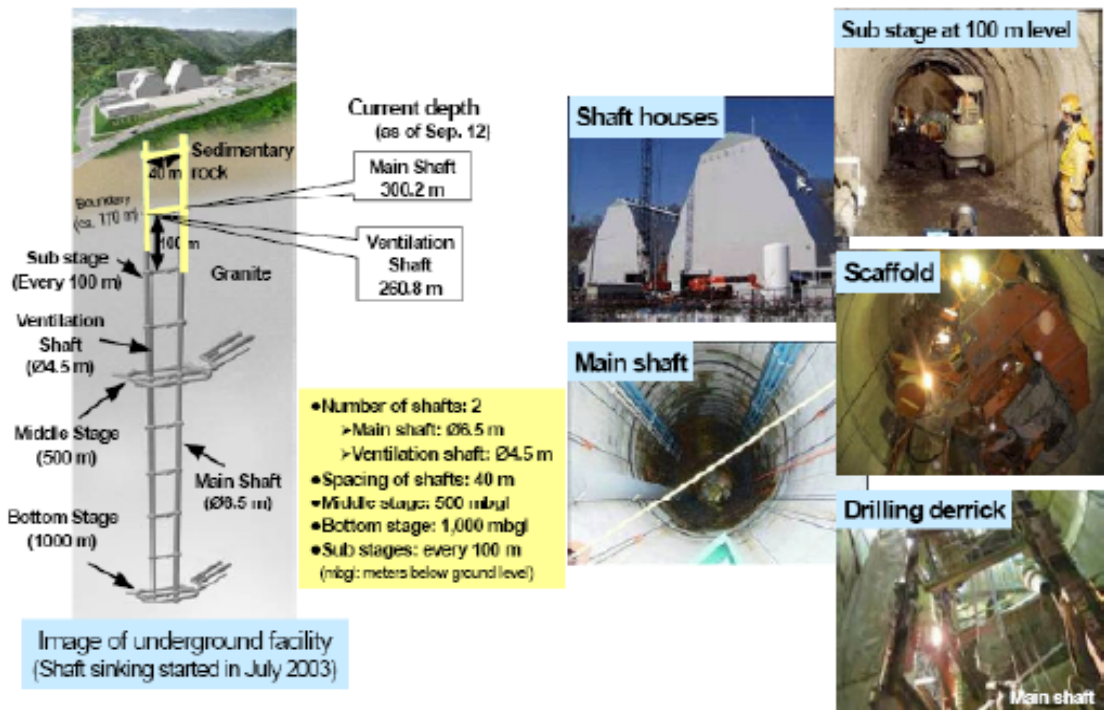 Sedimentary
rock
40 m
Boundary
(ca. 170 m)
100 m
Granite
Sub stage
(Every 100 m)
Ventilation
Shaft
(Ø4.5 m)
Middle Stage
(500 m)
Main Shaft
(Ø6.5 m)
Bottom Stage
(1000 m)
Image of underground facility
(Shaft sinking started in July 2003)
Current depth
(as of Sep. 12)
Main Shaft
300.2 m
Ventilation
Shaft
260.8 m
●Number of shafts: 2
➢Main shaft: Ø6.5 m
➢Ventilation shaft: Ø4.5 m
●Spacing of shafts: 40 m
●Middle stage: 500 mbgl
●Bottom stage: 1,000 mbgl
●Sub stages: every 100 m
(mbgl: meters below ground level)
Shaft houses
Main shaft
Sub stage at 100 m level
Scaffold
Drilling derrick
Main shaft